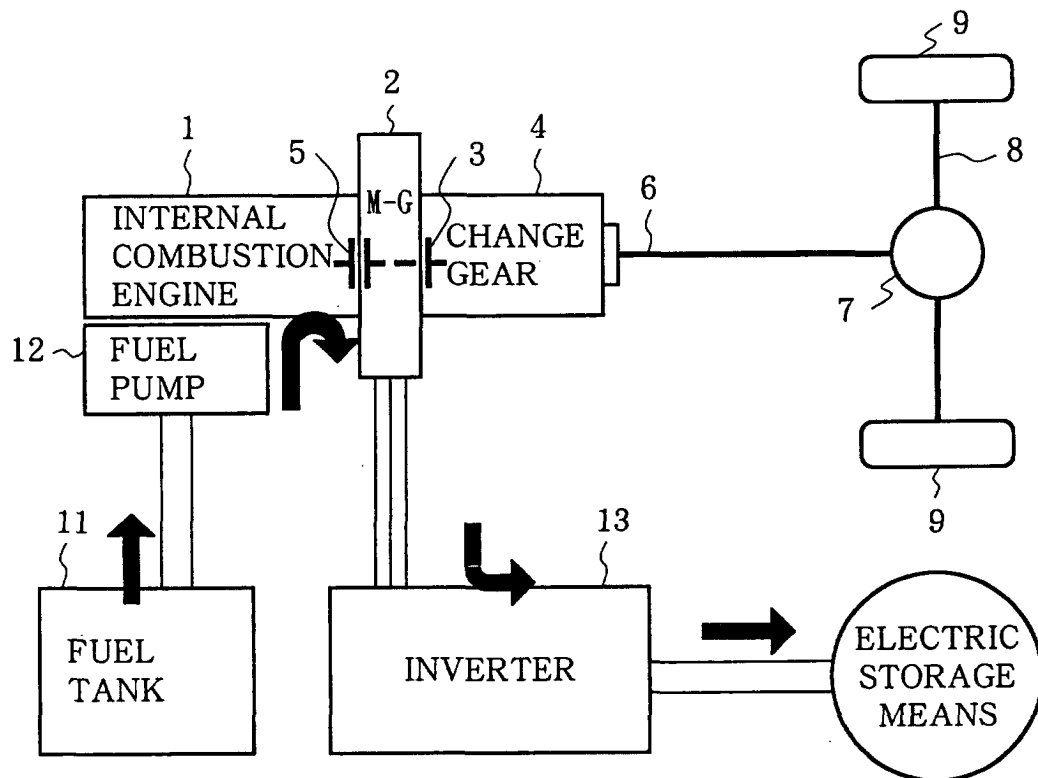 9
2
1
5
3
4
8
M-G
6
INTERNAL
COMBUSTION
ENGINE
CHANGE
GEAR
7
12
FUEL
PUMP
9
11
13
FUEL
TANK
INVERTER
ELECTRIC
STORAGE
MEANS